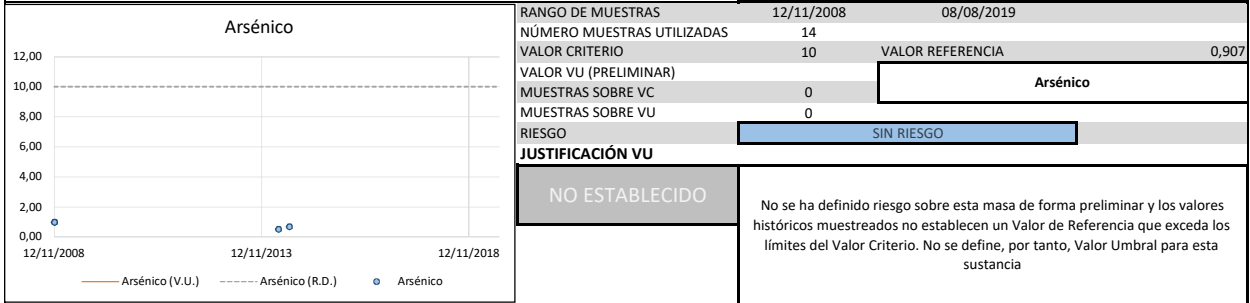 Arsénico
12,00
10,00
8,00
6,00
4,00
2,00
0,00
12/11/2008 12/11/2013 12/11/2018
Arsénico (V.U.) Arsénico (R.D.) Arsénico
RANGO DE MUESTRAS 12/11/2008 08/08/2019
NÚMERO MUESTRAS UTILIZADAS 14
VALOR CRITERIO 10 VALOR REFERENCIA 0,907
VALOR VU (PRELIMINAR)
Arsénico
MUESTRAS SOBRE VC 0
MUESTRAS SOBRE VU 0
RIESGO SIN RIESGO
JUSTIFICACIÓN VU
NO ESTABLECIDO
No se ha definido riesgo sobre esta masa de forma preliminar y los valores
históricos muestreados no establecen un Valor de Referencia que exceda los
límites del Valor Criterio. No se define, por tanto, Valor Umbral para esta
sustancia